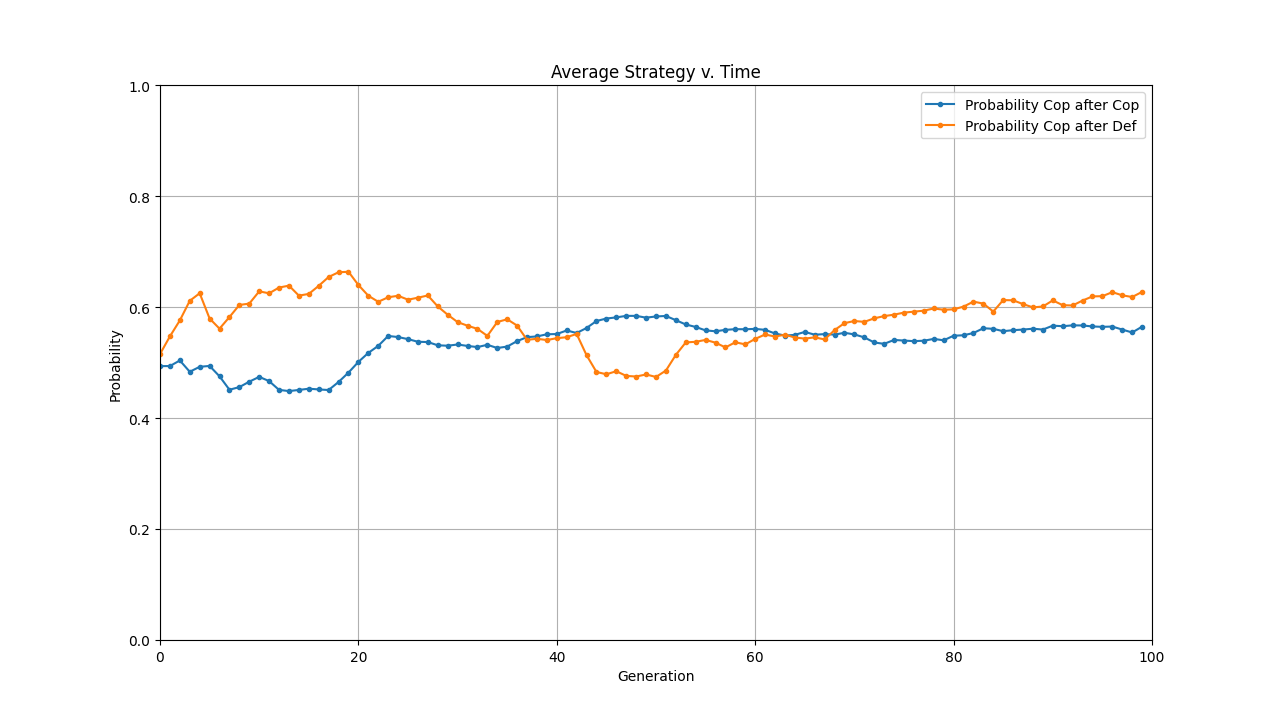 Average Strategy v. Time
1.0
Probability Cop after Cop
Probability Cop after Def
0.8
0.6
Probability
0.4
0.2
0.0
0 20 40 60 80 100
Generation